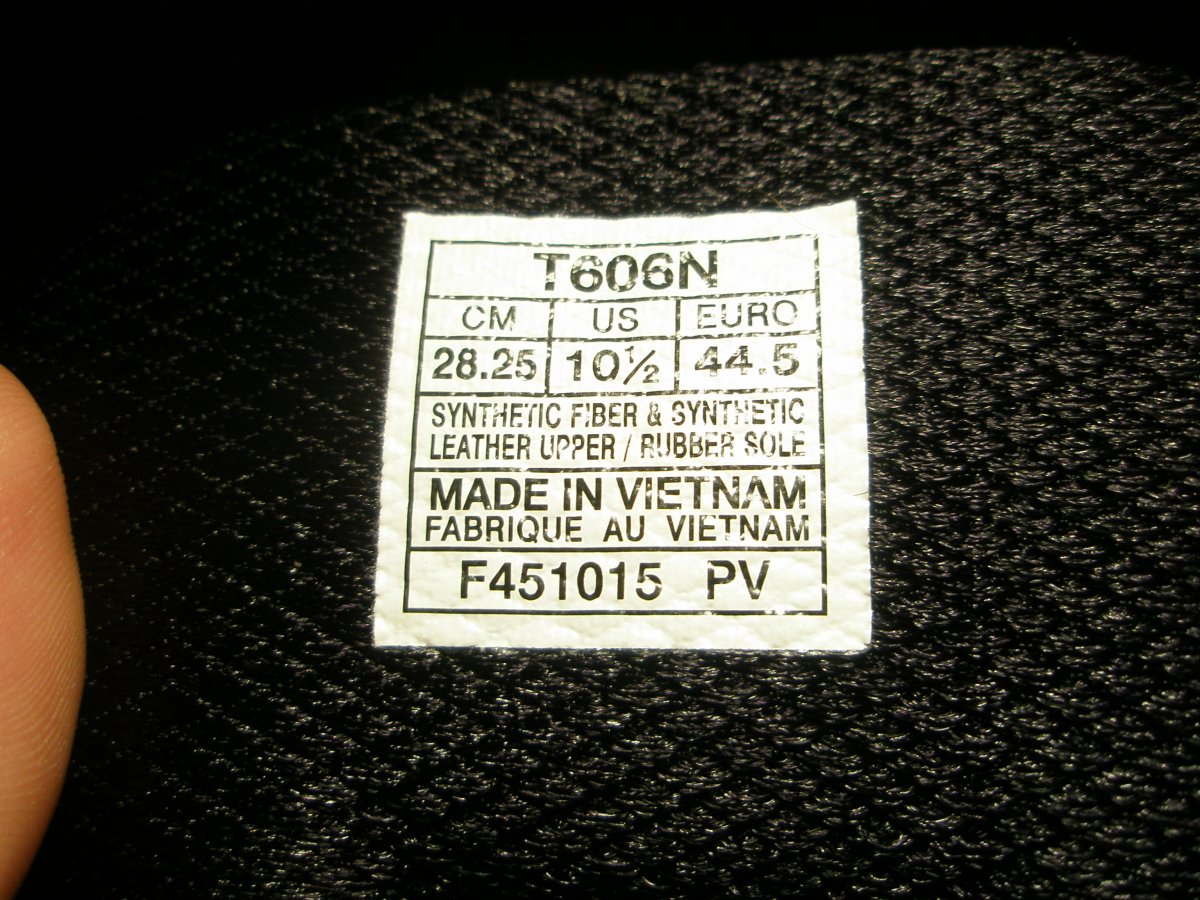 T606N
CM US EURO
28.25 10½ 44.5
SYNTHETIC FIBER & SYNTHETIC
LEATHER UPPER / RUBBER SOLE
MADE IN VIETNAM
FABRIQUE AU VIETNAM
F451015 PV